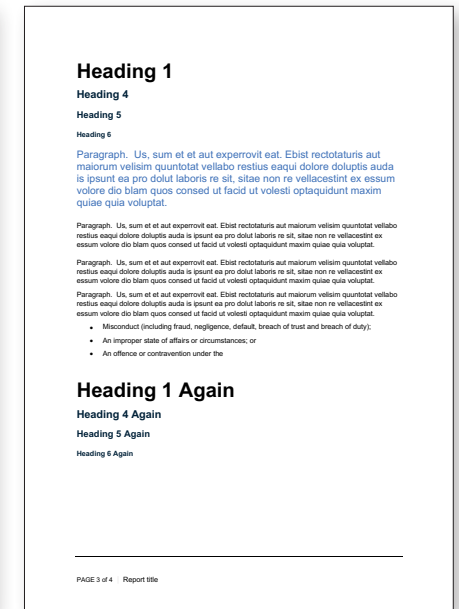 Heading 1
Heading 4
Heading 5
Heading 6
Paragraph.  Us, sum et et aut experrovit eat. Ebist rectotaturis aut
maiorum velisim quuntotat vellabo restius eaqui dolore doluptis auda
is ipsunt ea pro dolut laboris re sit, sitae non re vellacestint ex essum
volore dio blam quos consed ut facid ut volesti optaquidunt maxim
quiae quia voluptat.
Paragraph.  Us, sum et et aut experrovit eat. Ebist rectotaturis aut maiorum velisim quuntotat vellabo
restius eaqui dolore doluptis auda is ipsunt ea pro dolut laboris re sit, sitae non re vellacestint ex
essum volore dio blam quos consed ut facid ut volesti optaquidunt maxim quiae quia voluptat.
Paragraph.  Us, sum et et aut experrovit eat. Ebist rectotaturis aut maiorum velisim quuntotat vellabo
restius eaqui dolore doluptis auda is ipsunt ea pro dolut laboris re sit, sitae non re vellacestint ex
essum volore dio blam quos consed ut facid ut volesti optaquidunt maxim quiae quia voluptat.
Paragraph.  Us, sum et et aut experrovit eat. Ebist rectotaturis aut maiorum velisim quuntotat vellabo
restius eaqui dolore doluptis auda is ipsunt ea pro dolut laboris re sit, sitae non re vellacestint ex
essum volore dio blam quos consed ut facid ut volesti optaquidunt maxim quiae quia voluptat.
• Misconduct (including fraud, negligence, default, breach of trust and breach of duty);
• An improper state of affairs or circumstances; or
• An offence or contravention under the
Heading 1 Again
Heading 4 Again
Heading 5 Again
Heading 6 Again
PAGE 3 of 4 | Report title